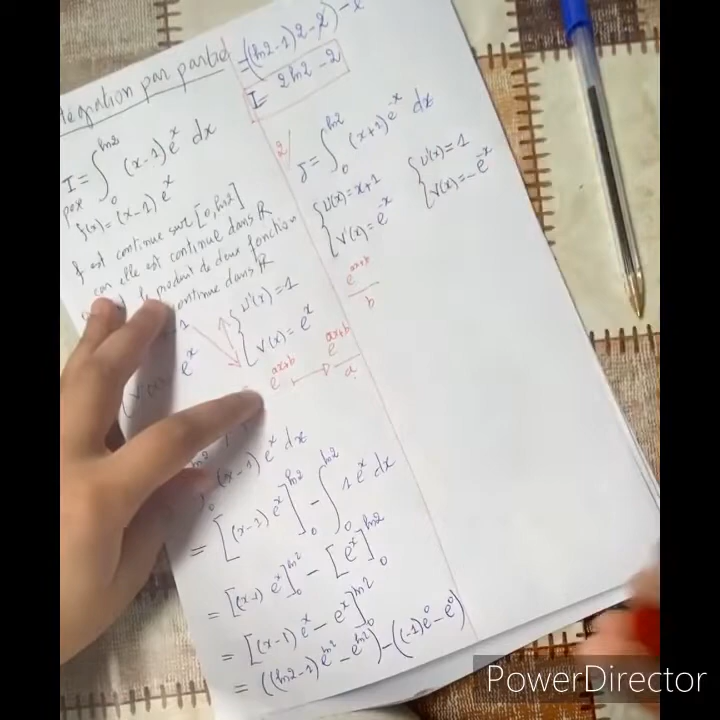 tégration par partie
I = ∫₀^{ln2} (x-1) e^x dx
pox
f(x) = (x-1) e^x
f est continue sur [0, ln2]
car elle est continue dans R
le produit de deux fonction
continue dans R
1
{ U'(x) = 1
V(x) = e^x
e^x
e^{ax+b} → e^{ax+b} / a
(x-1) e^x dx
= [(x-1) e^x]₀^{ln2} - ∫₀^{ln2} 1 e^x dx
= [(x-1) e^x]₀^{ln2} - [e^x]₀^{ln2}
= [(x-1) e^x - e^x]₀^{ln2}
= ((ln2-1) e^{ln2} - e^{ln2}) - ((-1) e^0 - e^0)
= ((ln2-1) 2 - 2) -
I = 2ln2 - 2
2/
J = ∫₀^{ln2} (x+1) e^{-x} dx
{ U(x) = x+1
V'(x) = e^{-x}
{ U'(x) = 1
V(x) = -e^{-x}
e^{ax+b} / b
PowerDirector